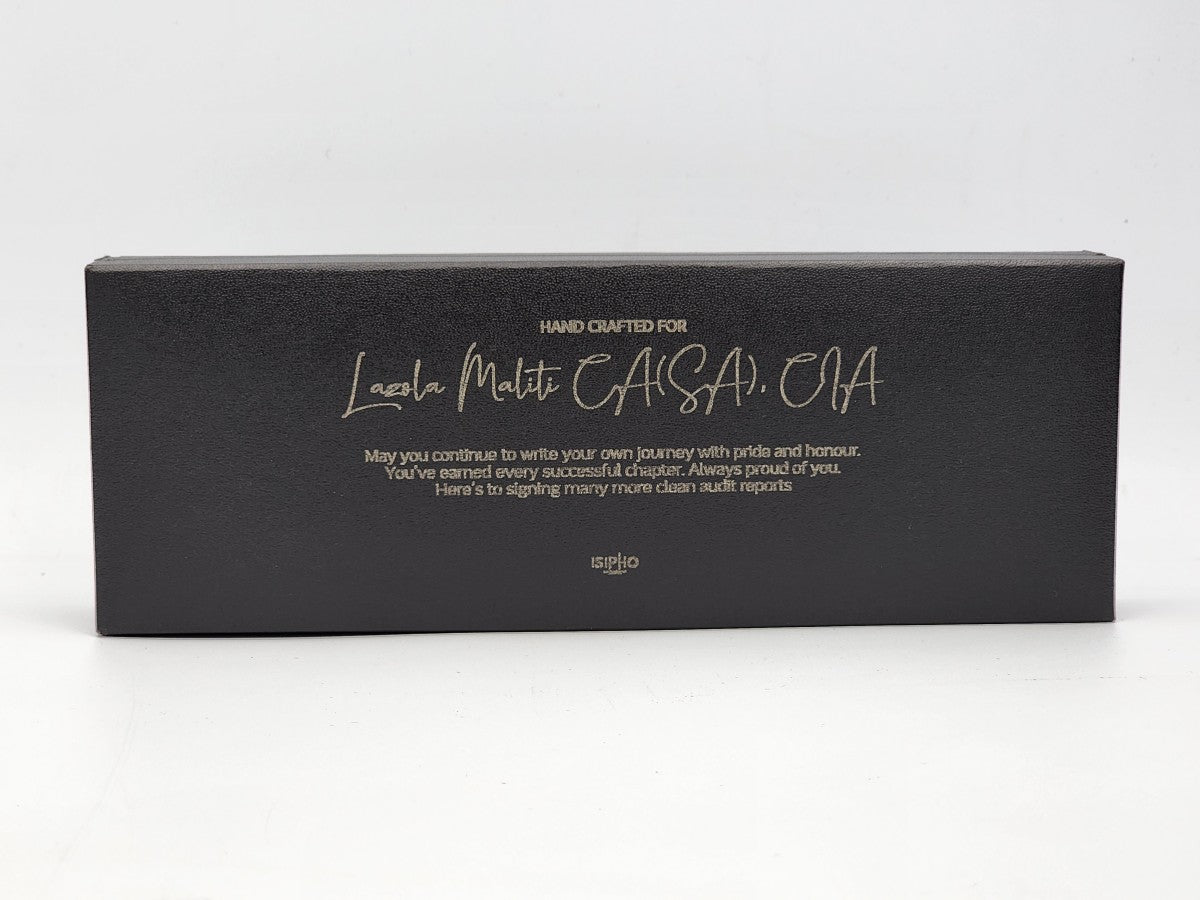 HAND CRAFTED FOR
Lazola Maliti CA(SA), CIA
May you continue to write your own journey with pride and honour.
You've earned every successful chapter. Always proud of you.
Here's to signing many more clean audit reports
ISIPHO